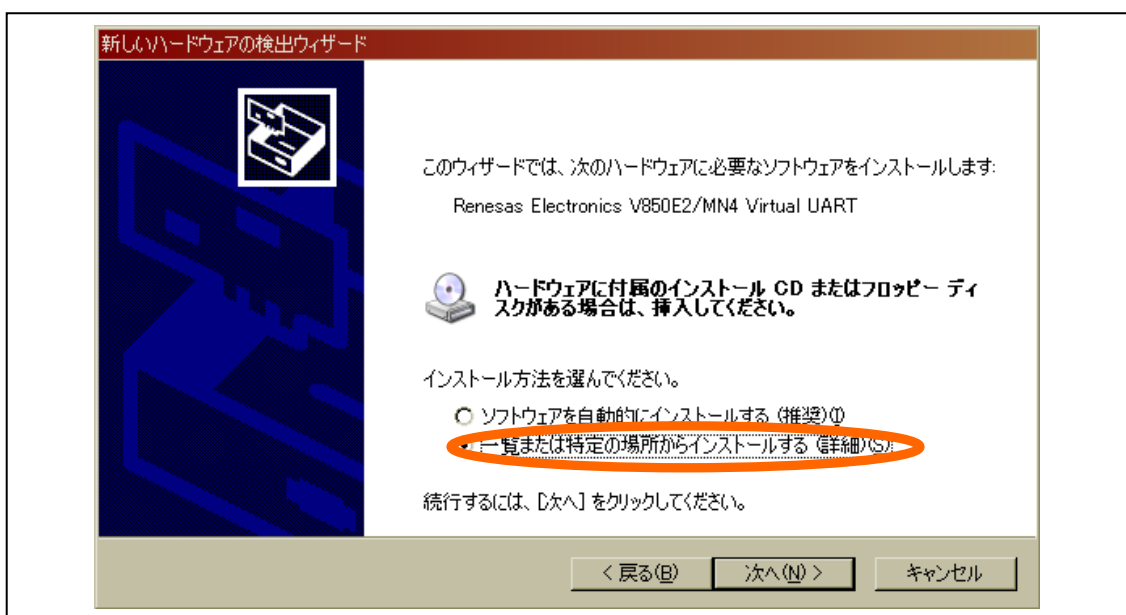 新しいハードウェアの検出ウィザード
このウィザードでは、次のハードウェアに必要なソフトウェアをインストールします:
Renesas Electronics V850E2/MN4 Virtual UART
ハードウェアに付属のインストール CD またはフロッピー ディ
スクがある場合は、挿入してください。
インストール方法を選んでください。
ソフトウェアを自動的にインストールする (推奨)(I)
一覧または特定の場所からインストールする (詳細)(S)
続行するには、[次へ] をクリックしてください。
< 戻る(B)
次へ(N) >
キャンセル